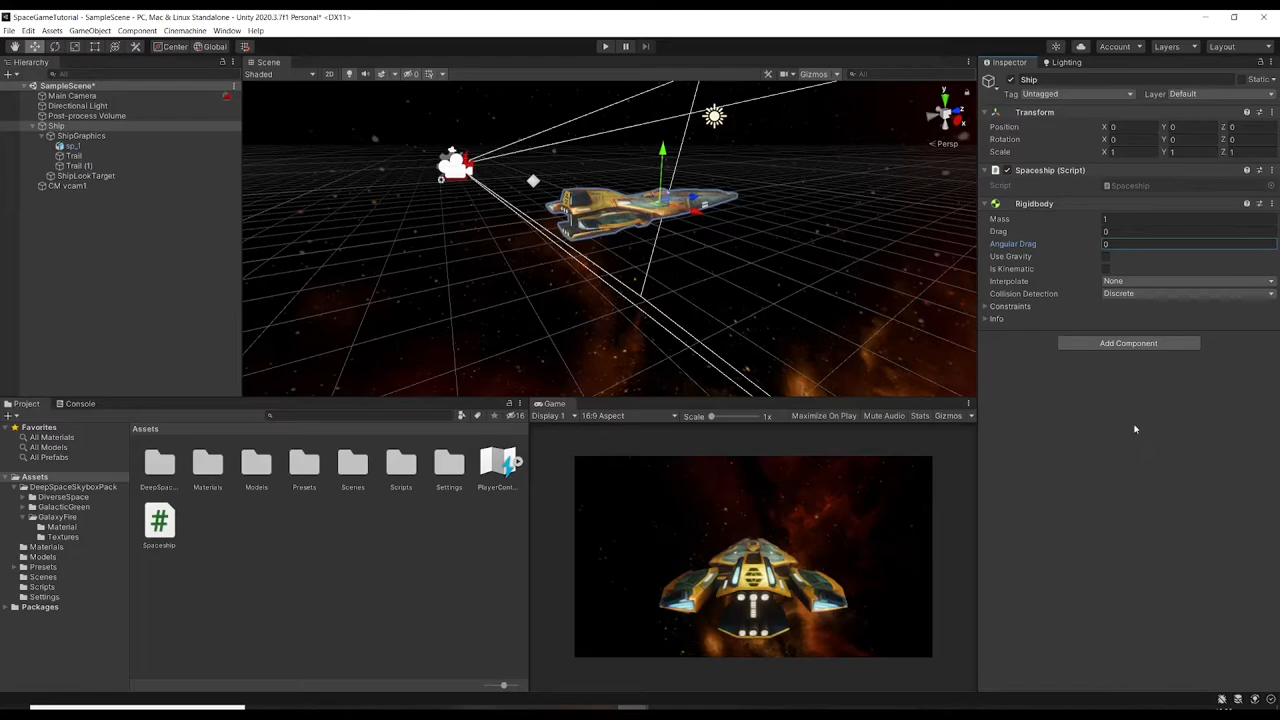 SpaceGameTutorial - SampleScene - PC, Mac & Linux Standalone - Unity 2020.3.7f1 Personal* <DX11>
File Edit Assets GameObject Component Cinemachine Window Help
Center Global Account Layers Layout
Hierarchy
All
SampleScene*
Main Camera
Directional Light
Post-process Volume
Ship
ShipGraphics
sp_1
Trail
Trail (1)
ShipLookTarget
CM vcam1
Scene
Shaded 2D 0 Gizmos All
y
z
x
Persp
Inspector Lighting
Ship Static
Tag Untagged Layer Default
Transform
Position X 0 Y 0 Z 0
Rotation X 0 Y 0 Z 0
Scale X 1 Y 1 Z 1
Spaceship (Script)
Script Spaceship
Rigidbody
Mass 1
Drag 0
Angular Drag 0
Use Gravity
Is Kinematic
Interpolate None
Collision Detection Discrete
Constraints
Info
Add Component
Project Console
16
Favorites
All Materials
All Models
All Prefabs
Assets
DeepSpaceSkyboxPack
DiverseSpace
GalacticGreen
GalaxyFire
Material
Textures
Materials
Models
Presets
Scenes
Scripts
Settings
Packages
Assets
DeepSpac... Materials Models Presets Scenes Scripts Settings PlayerCont...
#
Spaceship
Game
Display 1 16:9 Aspect Scale 1x Maximize On Play Mute Audio Stats Gizmos